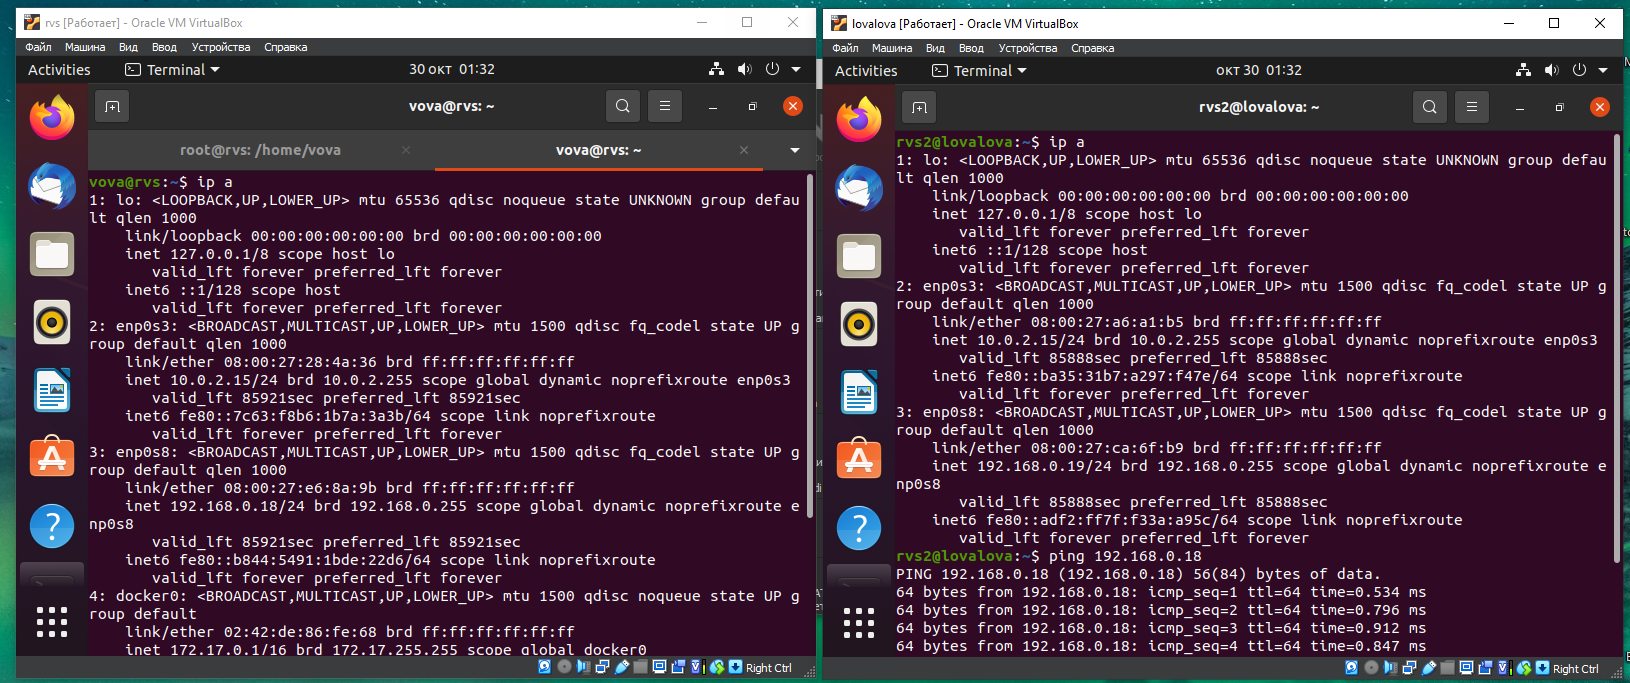 rvs [Работает] - Oracle VM VirtualBox
Файл Машина Вид Ввод Устройства Справка
Activities Terminal 30 окт 01:32
vova@rvs: ~
root@rvs: /home/vova vova@rvs: ~
vova@rvs:~$ ip a
1: lo: <LOOPBACK,UP,LOWER_UP> mtu 65536 qdisc noqueue state UNKNOWN group defau
lt qlen 1000
link/loopback 00:00:00:00:00:00 brd 00:00:00:00:00:00
inet 127.0.0.1/8 scope host lo
valid_lft forever preferred_lft forever
inet6 ::1/128 scope host
valid_lft forever preferred_lft forever
2: enp0s3: <BROADCAST,MULTICAST,UP,LOWER_UP> mtu 1500 qdisc fq_codel state UP g
roup default qlen 1000
link/ether 08:00:27:28:4a:36 brd ff:ff:ff:ff:ff:ff
inet 10.0.2.15/24 brd 10.0.2.255 scope global dynamic noprefixroute enp0s3
valid_lft 85921sec preferred_lft 85921sec
inet6 fe80::7c63:f8b6:1b7a:3a3b/64 scope link noprefixroute
valid_lft forever preferred_lft forever
3: enp0s8: <BROADCAST,MULTICAST,UP,LOWER_UP> mtu 1500 qdisc fq_codel state UP g
roup default qlen 1000
link/ether 08:00:27:e6:8a:9b brd ff:ff:ff:ff:ff:ff
inet 192.168.0.18/24 brd 192.168.0.255 scope global dynamic noprefixroute e
np0s8
valid_lft 85921sec preferred_lft 85921sec
inet6 fe80::b844:5491:1bde:22d6/64 scope link noprefixroute
valid_lft forever preferred_lft forever
4: docker0: <BROADCAST,MULTICAST,UP,LOWER_UP> mtu 1500 qdisc noqueue state UP g
roup default
link/ether 02:42:de:86:fe:68 brd ff:ff:ff:ff:ff:ff
inet 172.17.0.1/16 brd 172.17.255.255 scope global docker0
Right Ctrl
lovalova [Работает] - Oracle VM VirtualBox
Файл Машина Вид Ввод Устройства Справка
Activities Terminal окт 30 01:32
rvs2@lovalova: ~
rvs2@lovalova:~$ ip a
1: lo: <LOOPBACK,UP,LOWER_UP> mtu 65536 qdisc noqueue state UNKNOWN group defau
lt qlen 1000
link/loopback 00:00:00:00:00:00 brd 00:00:00:00:00:00
inet 127.0.0.1/8 scope host lo
valid_lft forever preferred_lft forever
inet6 ::1/128 scope host
valid_lft forever preferred_lft forever
2: enp0s3: <BROADCAST,MULTICAST,UP,LOWER_UP> mtu 1500 qdisc fq_codel state UP g
roup default qlen 1000
link/ether 08:00:27:a6:a1:b5 brd ff:ff:ff:ff:ff:ff
inet 10.0.2.15/24 brd 10.0.2.255 scope global dynamic noprefixroute enp0s3
valid_lft 85888sec preferred_lft 85888sec
inet6 fe80::ba35:31b7:a297:f47e/64 scope link noprefixroute
valid_lft forever preferred_lft forever
3: enp0s8: <BROADCAST,MULTICAST,UP,LOWER_UP> mtu 1500 qdisc fq_codel state UP g
roup default qlen 1000
link/ether 08:00:27:ca:6f:b9 brd ff:ff:ff:ff:ff:ff
inet 192.168.0.19/24 brd 192.168.0.255 scope global dynamic noprefixroute e
np0s8
valid_lft 85888sec preferred_lft 85888sec
inet6 fe80::adf2:ff7f:f33a:a95c/64 scope link noprefixroute
valid_lft forever preferred_lft forever
rvs2@lovalova:~$ ping 192.168.0.18
PING 192.168.0.18 (192.168.0.18) 56(84) bytes of data.
64 bytes from 192.168.0.18: icmp_seq=1 ttl=64 time=0.534 ms
64 bytes from 192.168.0.18: icmp_seq=2 ttl=64 time=0.796 ms
64 bytes from 192.168.0.18: icmp_seq=3 ttl=64 time=0.912 ms
64 bytes from 192.168.0.18: icmp_seq=4 ttl=64 time=0.847 ms
Right Ctrl